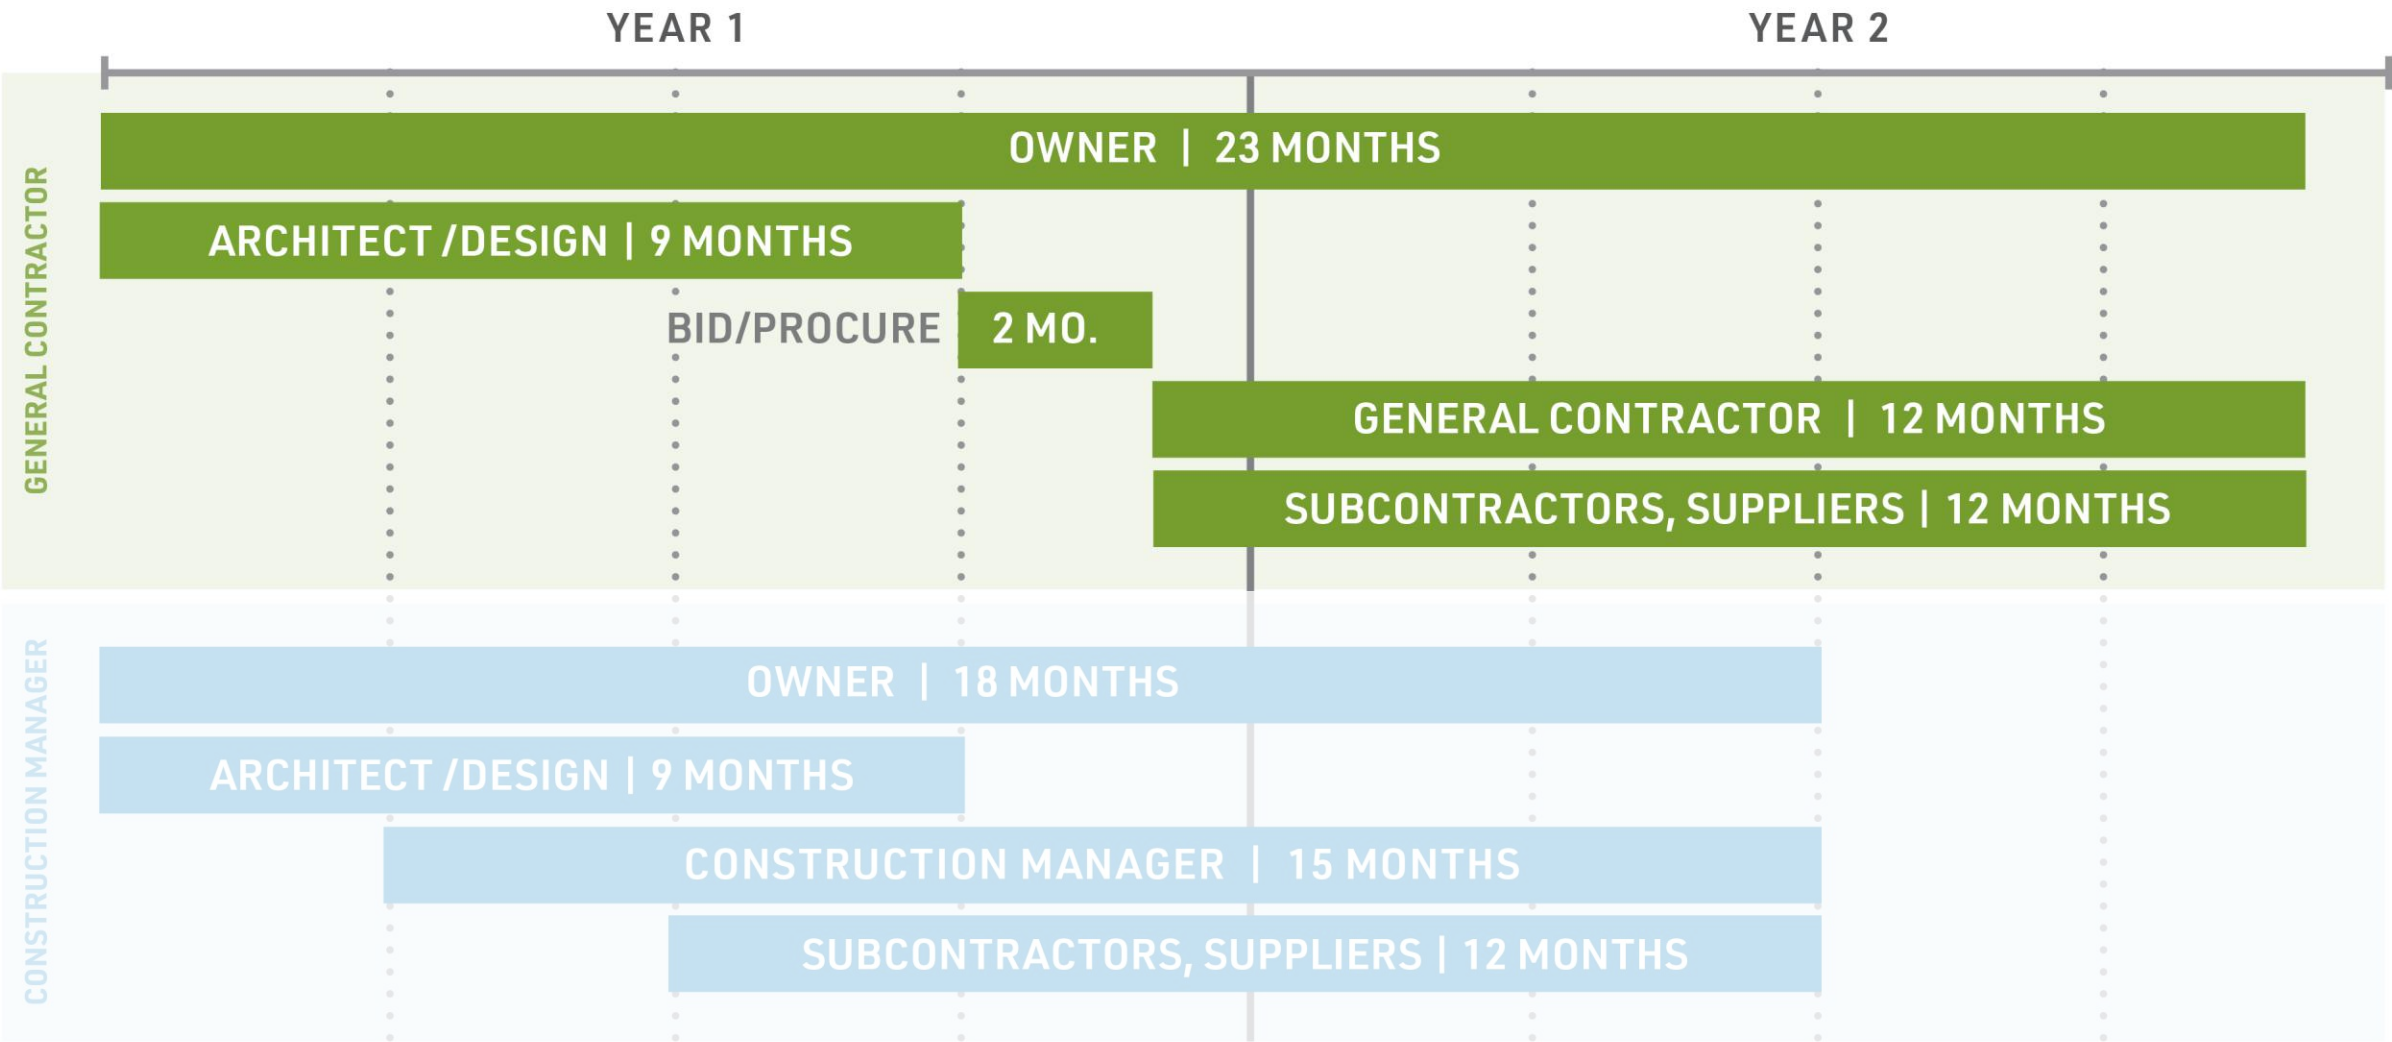 YEAR 1
YEAR 2
GENERAL CONTRACTOR
OWNER | 23 MONTHS
ARCHITECT /DESIGN | 9 MONTHS
BID/PROCURE 2 MO.
GENERAL CONTRACTOR | 12 MONTHS
SUBCONTRACTORS, SUPPLIERS | 12 MONTHS
CONSTRUCTION MANAGER
OWNER | 18 MONTHS
ARCHITECT /DESIGN | 9 MONTHS
CONSTRUCTION MANAGER | 15 MONTHS
SUBCONTRACTORS, SUPPLIERS | 12 MONTHS